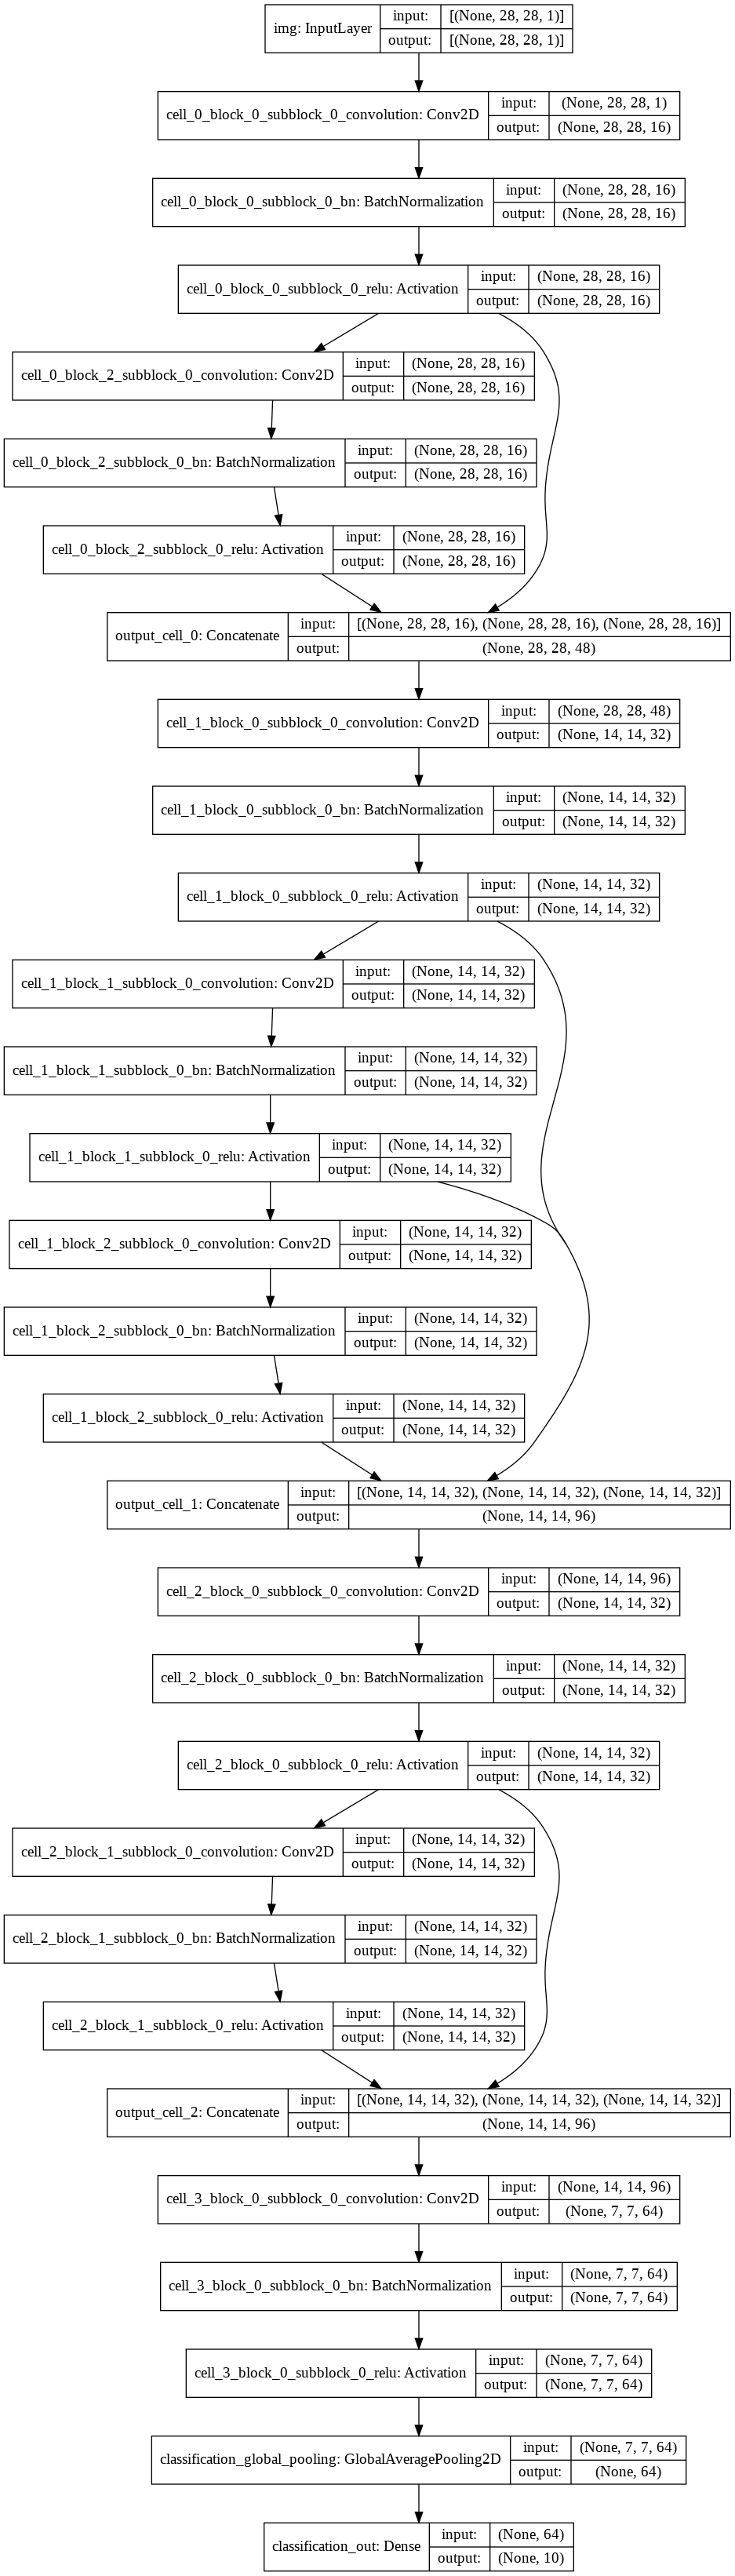 img: InputLayer
input: [(None, 28, 28, 1)]
output: [(None, 28, 28, 1)]
cell_0_block_0_subblock_0_convolution: Conv2D
input: (None, 28, 28, 1)
output: (None, 28, 28, 16)
cell_0_block_0_subblock_0_bn: BatchNormalization
input: (None, 28, 28, 16)
output: (None, 28, 28, 16)
cell_0_block_0_subblock_0_relu: Activation
input: (None, 28, 28, 16)
output: (None, 28, 28, 16)
cell_0_block_2_subblock_0_convolution: Conv2D
input: (None, 28, 28, 16)
output: (None, 28, 28, 16)
cell_0_block_2_subblock_0_bn: BatchNormalization
input: (None, 28, 28, 16)
output: (None, 28, 28, 16)
cell_0_block_2_subblock_0_relu: Activation
input: (None, 28, 28, 16)
output: (None, 28, 28, 16)
output_cell_0: Concatenate
input: [(None, 28, 28, 16), (None, 28, 28, 16), (None, 28, 28, 16)]
output: (None, 28, 28, 48)
cell_1_block_0_subblock_0_convolution: Conv2D
input: (None, 28, 28, 48)
output: (None, 14, 14, 32)
cell_1_block_0_subblock_0_bn: BatchNormalization
input: (None, 14, 14, 32)
output: (None, 14, 14, 32)
cell_1_block_0_subblock_0_relu: Activation
input: (None, 14, 14, 32)
output: (None, 14, 14, 32)
cell_1_block_1_subblock_0_convolution: Conv2D
input: (None, 14, 14, 32)
output: (None, 14, 14, 32)
cell_1_block_1_subblock_0_bn: BatchNormalization
input: (None, 14, 14, 32)
output: (None, 14, 14, 32)
cell_1_block_1_subblock_0_relu: Activation
input: (None, 14, 14, 32)
output: (None, 14, 14, 32)
cell_1_block_2_subblock_0_convolution: Conv2D
input: (None, 14, 14, 32)
output: (None, 14, 14, 32)
cell_1_block_2_subblock_0_bn: BatchNormalization
input: (None, 14, 14, 32)
output: (None, 14, 14, 32)
cell_1_block_2_subblock_0_relu: Activation
input: (None, 14, 14, 32)
output: (None, 14, 14, 32)
output_cell_1: Concatenate
input: [(None, 14, 14, 32), (None, 14, 14, 32), (None, 14, 14, 32)]
output: (None, 14, 14, 96)
cell_2_block_0_subblock_0_convolution: Conv2D
input: (None, 14, 14, 96)
output: (None, 14, 14, 32)
cell_2_block_0_subblock_0_bn: BatchNormalization
input: (None, 14, 14, 32)
output: (None, 14, 14, 32)
cell_2_block_0_subblock_0_relu: Activation
input: (None, 14, 14, 32)
output: (None, 14, 14, 32)
cell_2_block_1_subblock_0_convolution: Conv2D
input: (None, 14, 14, 32)
output: (None, 14, 14, 32)
cell_2_block_1_subblock_0_bn: BatchNormalization
input: (None, 14, 14, 32)
output: (None, 14, 14, 32)
cell_2_block_1_subblock_0_relu: Activation
input: (None, 14, 14, 32)
output: (None, 14, 14, 32)
output_cell_2: Concatenate
input: [(None, 14, 14, 32), (None, 14, 14, 32), (None, 14, 14, 32)]
output: (None, 14, 14, 96)
cell_3_block_0_subblock_0_convolution: Conv2D
input: (None, 14, 14, 96)
output: (None, 7, 7, 64)
cell_3_block_0_subblock_0_bn: BatchNormalization
input: (None, 7, 7, 64)
output: (None, 7, 7, 64)
cell_3_block_0_subblock_0_relu: Activation
input: (None, 7, 7, 64)
output: (None, 7, 7, 64)
classification_global_pooling: GlobalAveragePooling2D
input: (None, 7, 7, 64)
output: (None, 64)
classification_out: Dense
input: (None, 64)
output: (None, 10)